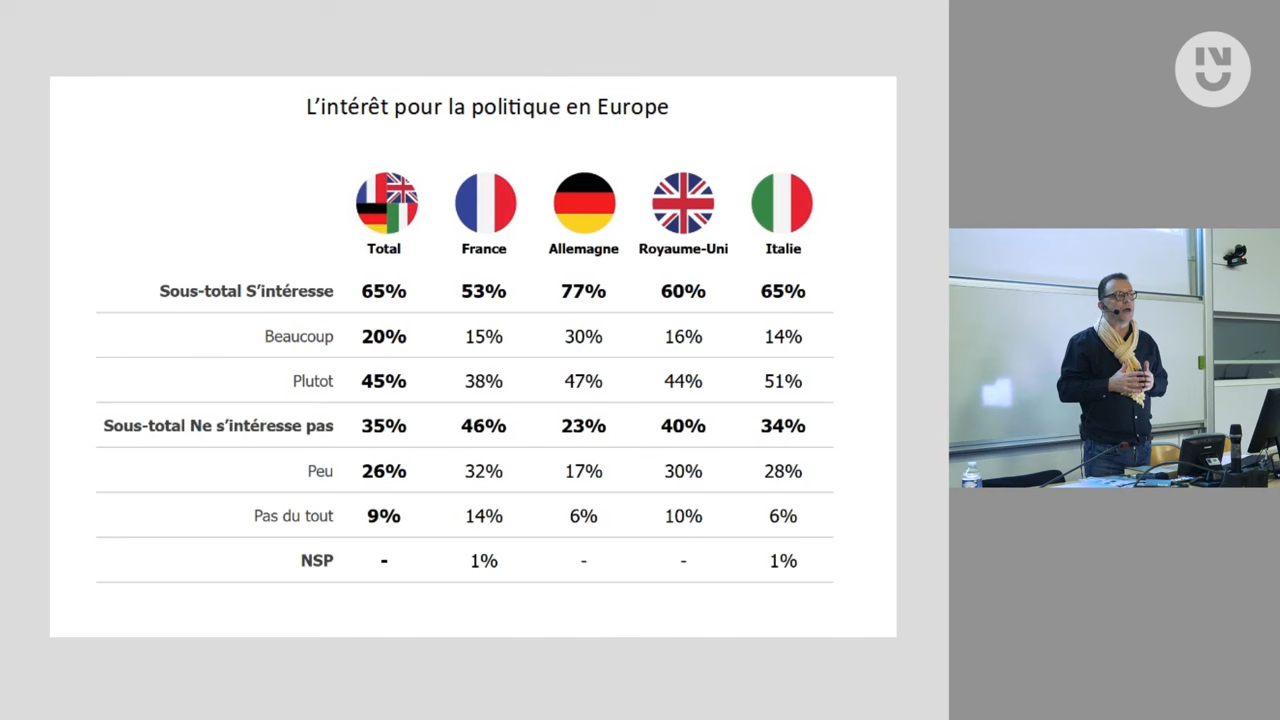 L'intérêt pour la politique en Europe
Total France Allemagne Royaume-Uni Italie
Sous-total S'intéresse 65% 53% 77% 60% 65%
Beaucoup 20% 15% 30% 16% 14%
Plutot 45% 38% 47% 44% 51%
Sous-total Ne s'intéresse pas 35% 46% 23% 40% 34%
Peu 26% 32% 17% 30% 28%
Pas du tout 9% 14% 6% 10% 6%
NSP - 1% - - 1%